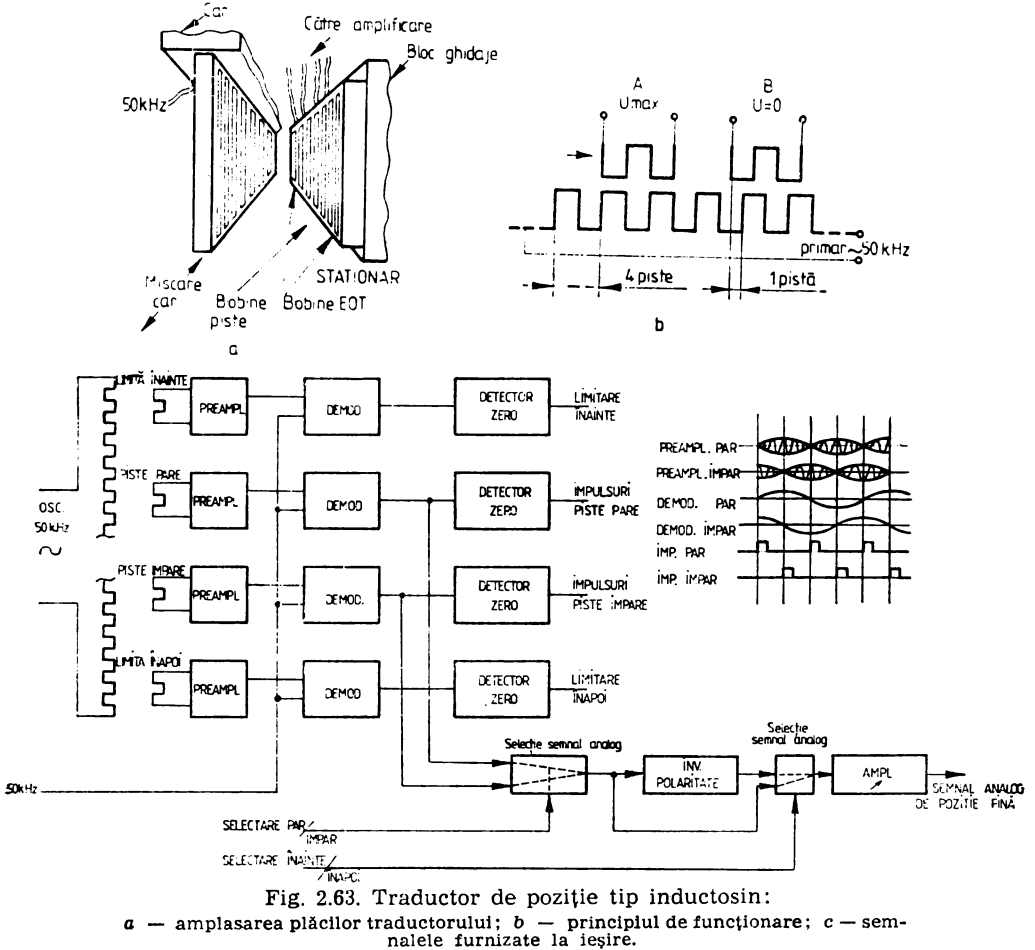 Car
Către amplificare
Bloc ghidaje
50kHz
STATIONAR
Mișcare
car
Bobine
piste
Bobine EOT
a
A
Umax
B
U=0
primar ~50 kHz
4 piste
1 pistă
b
LIMITĂ ÎNAINTE
PREAMPL
DEMOD
DETECTOR
ZERO
LIMITARE
ÎNAINTE
PISTE PARE
PREAMPL
DEMOD
DETECTOR
ZERO
IMPULSURI
PISTE PARE
OSC.
50kHz
~
PISTE IMPARE
PREAMPL
DEMOD.
DETECTOR
ZERO
IMPULSURI
PISTE IMPARE
LIMITA ÎNAPOI
PREAMPL
DEMOD
DETECTOR
ZERO
LIMITARE
ÎNAPOI
PREAMPL. PAR
PREAMPL.IMPAR
DEMOD. PAR
DEMOD. IMPAR
IMP. PAR
IMP. IMPAR
Selecție semnal analog
Selecție
semnal analog
INV.
POLARITATE
AMPL
SEMNAL ANALOG
DE POZIȚIE FINĂ
50kHz
SELECTARE PAR/
IMPAR
SELECTARE ÎNAINTE/
ÎNAPOI
Fig. 2.63. Traductor de poziție tip inductosin:
a — amplasarea plăcilor traductorului; b — principiul de funcționare; c — sem-
nalele furnizate la ieșire.